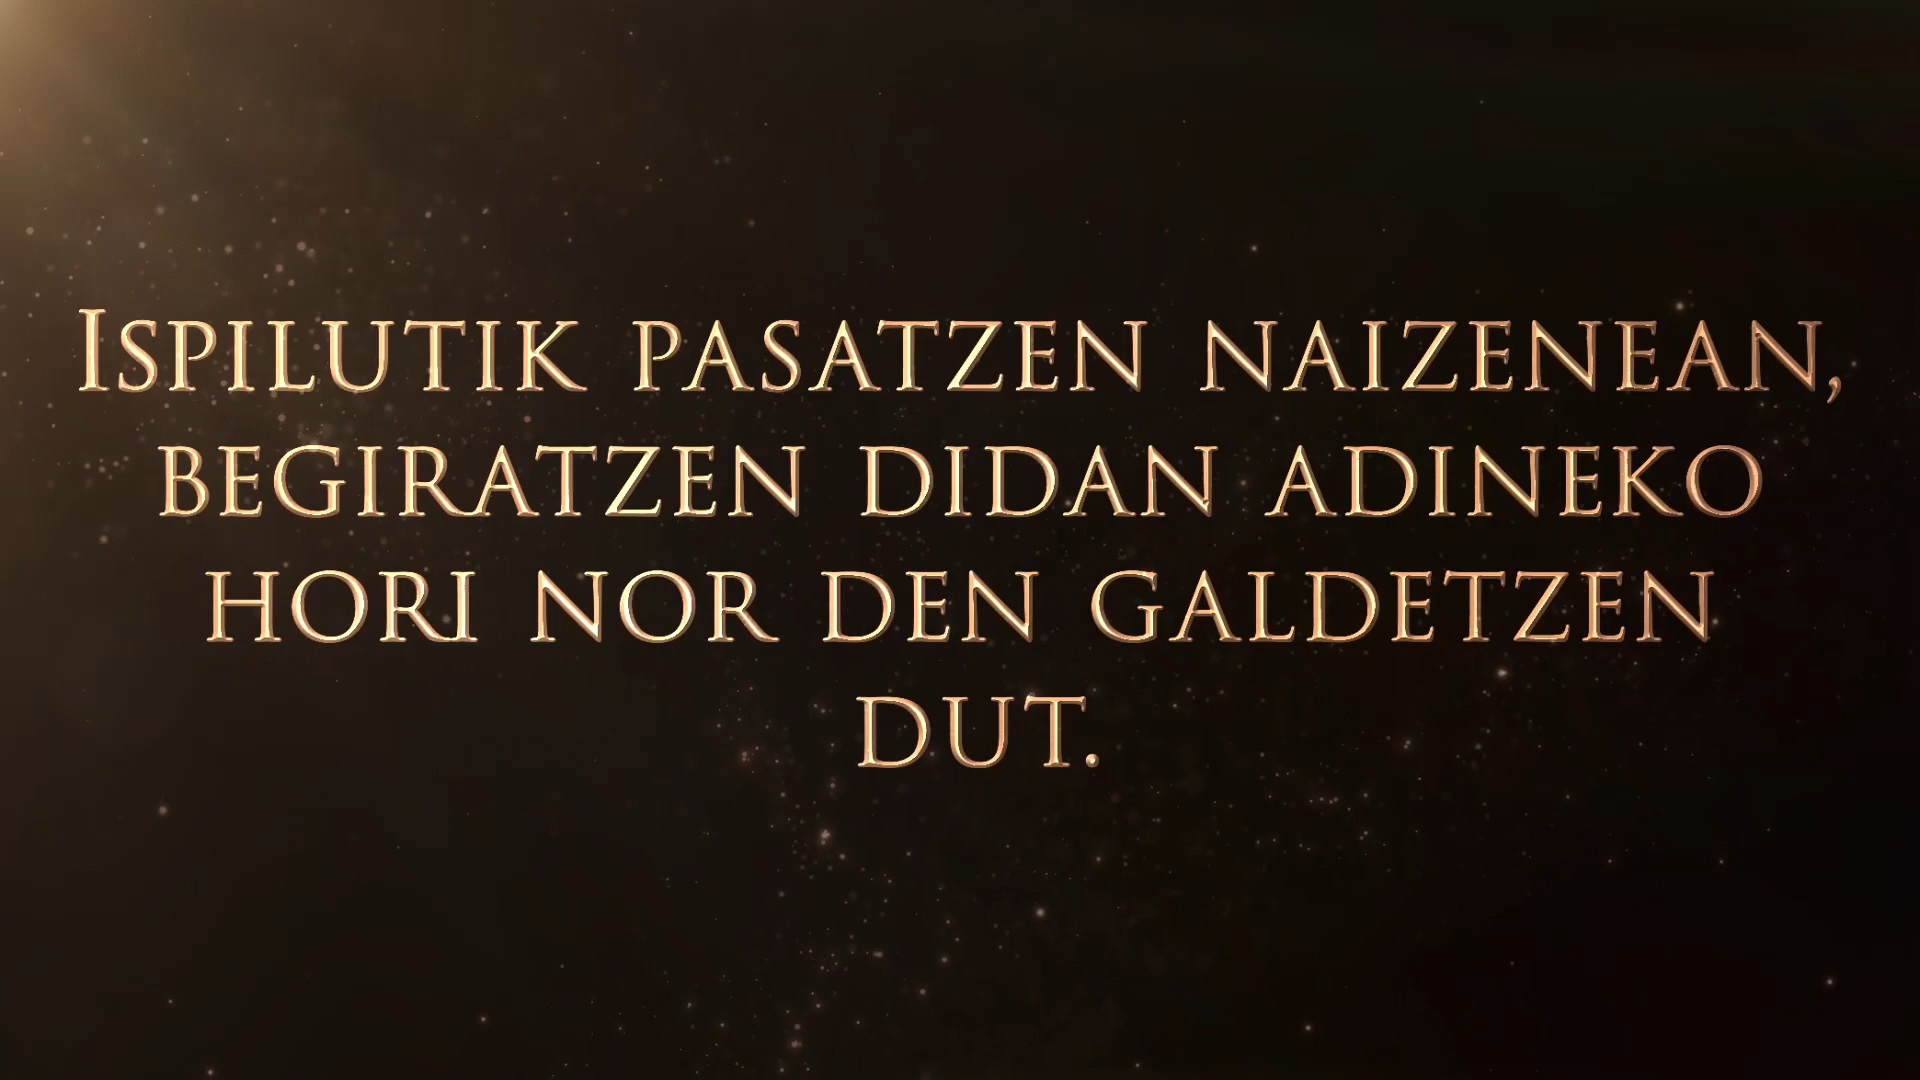 Ispilutik pasatzen naizenean,
begiratzen didan adineko
hori nor den galdetzen
dut.